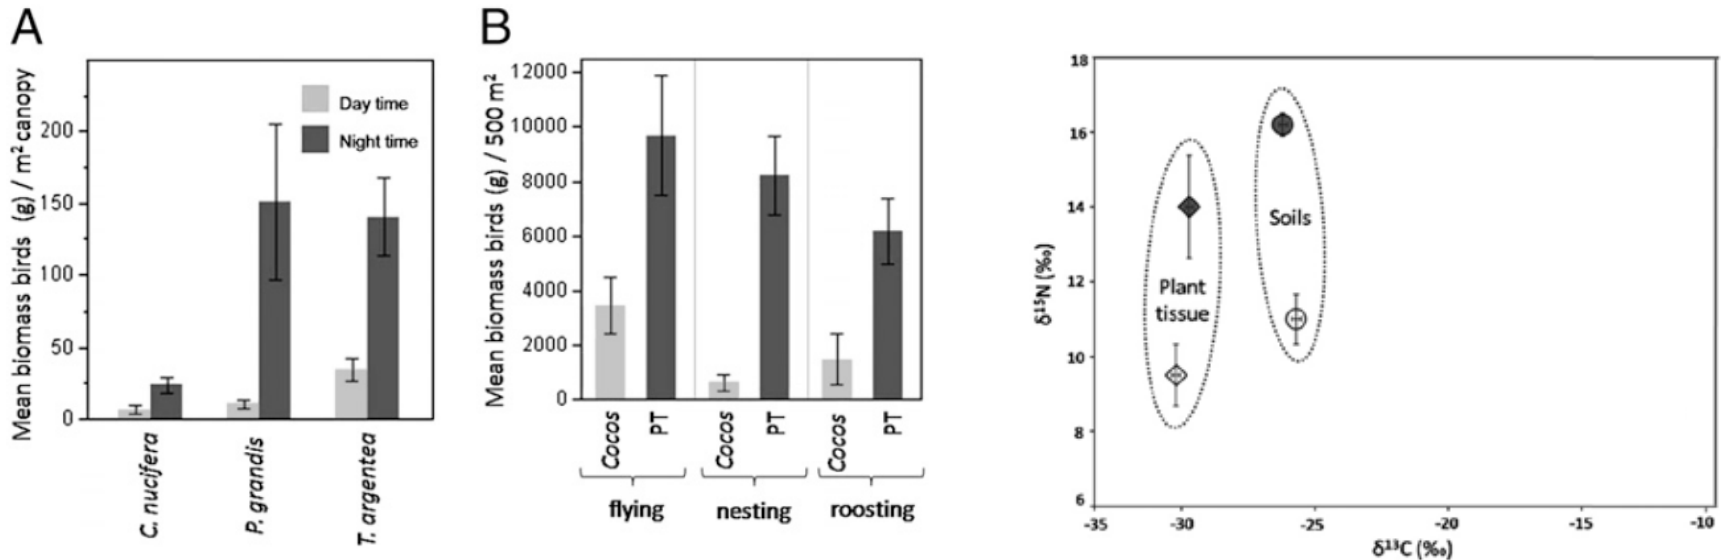 A
Mean biomass birds (g) / m² canopy
200
150
100
50
0
Day time
Night time
C. nucifera
P. grandis
T. argentea
B
Mean biomass birds (g) / 500 m²
12000
10000
8000
6000
4000
2000
0
Cocos
PT
Cocos
PT
Cocos
PT
flying
nesting
roosting
δ¹⁵N (‰)
18
16
14
12
10
8
6
Soils
Plant
tissue
-35
-30
-25
-20
-15
-10
δ¹³C (‰)